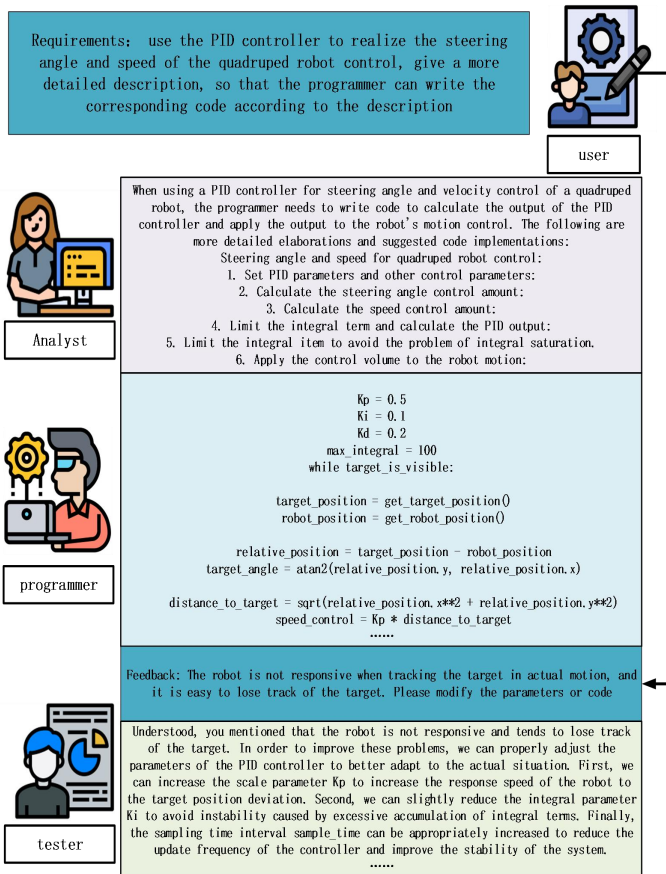 Requirements: use the PID controller to realize the steering
angle and speed of the quadruped robot control, give a more
detailed description, so that the programmer can write the
corresponding code according to the description
user
When using a PID controller for steering angle and velocity control of a quadruped
robot, the programmer needs to write code to calculate the output of the PID
controller and apply the output to the robot's motion control. The following are
more detailed elaborations and suggested code implementations:
Steering angle and speed for quadruped robot control:
1. Set PID parameters and other control parameters:
2. Calculate the steering angle control amount:
3. Calculate the speed control amount:
4. Limit the integral term and calculate the PID output:
5. Limit the integral item to avoid the problem of integral saturation.
6. Apply the control volume to the robot motion:
Analyst
Kp = 0.5
Ki = 0.1
Kd = 0.2
max_integral = 100
while target_is_visible:
target_position = get_target_position()
robot_position = get_robot_position()
relative_position = target_position - robot_position
target_angle = atan2(relative_position.y, relative_position.x)
distance_to_target = sqrt(relative_position.x**2 + relative_position.y**2)
speed_control = Kp * distance_to_target
……
programmer
Feedback: The robot is not responsive when tracking the target in actual motion, and
it is easy to lose track of the target. Please modify the parameters or code
Understood, you mentioned that the robot is not responsive and tends to lose track
of the target. In order to improve these problems, we can properly adjust the
parameters of the PID controller to better adapt to the actual situation. First, we
can increase the scale parameter Kp to increase the response speed of the robot to
the target position deviation. Second, we can slightly reduce the integral parameter
Ki to avoid instability caused by excessive accumulation of integral terms. Finally,
the sampling time interval sample_time can be appropriately increased to reduce the
update frequency of the controller and improve the stability of the system.
……
tester